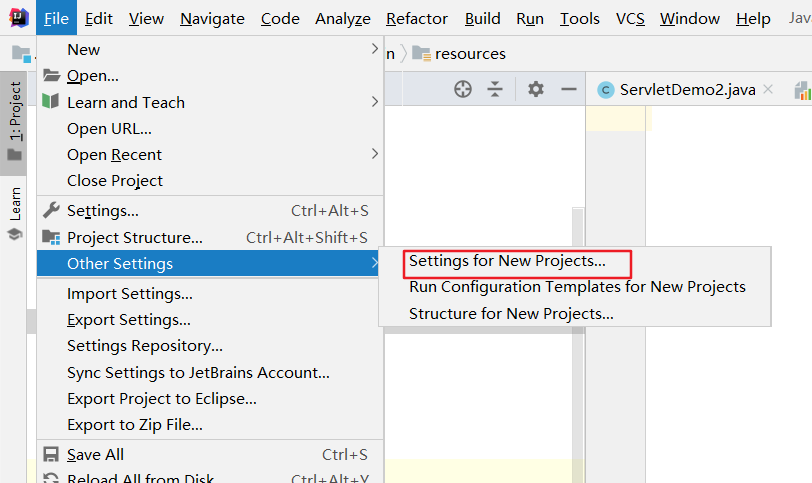 File Edit View Navigate Code Analyze Refactor Build Run Tools VCS Window Help Jav
n resources
1: Project
Learn
ServletDemo2.java
New
Open...
Learn and Teach
Open URL...
Open Recent
Close Project
Settings... Ctrl+Alt+S
Project Structure... Ctrl+Alt+Shift+S
Other Settings
Settings for New Projects...
Run Configuration Templates for New Projects
Structure for New Projects...
Import Settings...
Export Settings...
Settings Repository...
Sync Settings to JetBrains Account...
Export Project to Eclipse...
Export to Zip File...
Save All Ctrl+S
Reload All from Disk Ctrl+Alt+Y